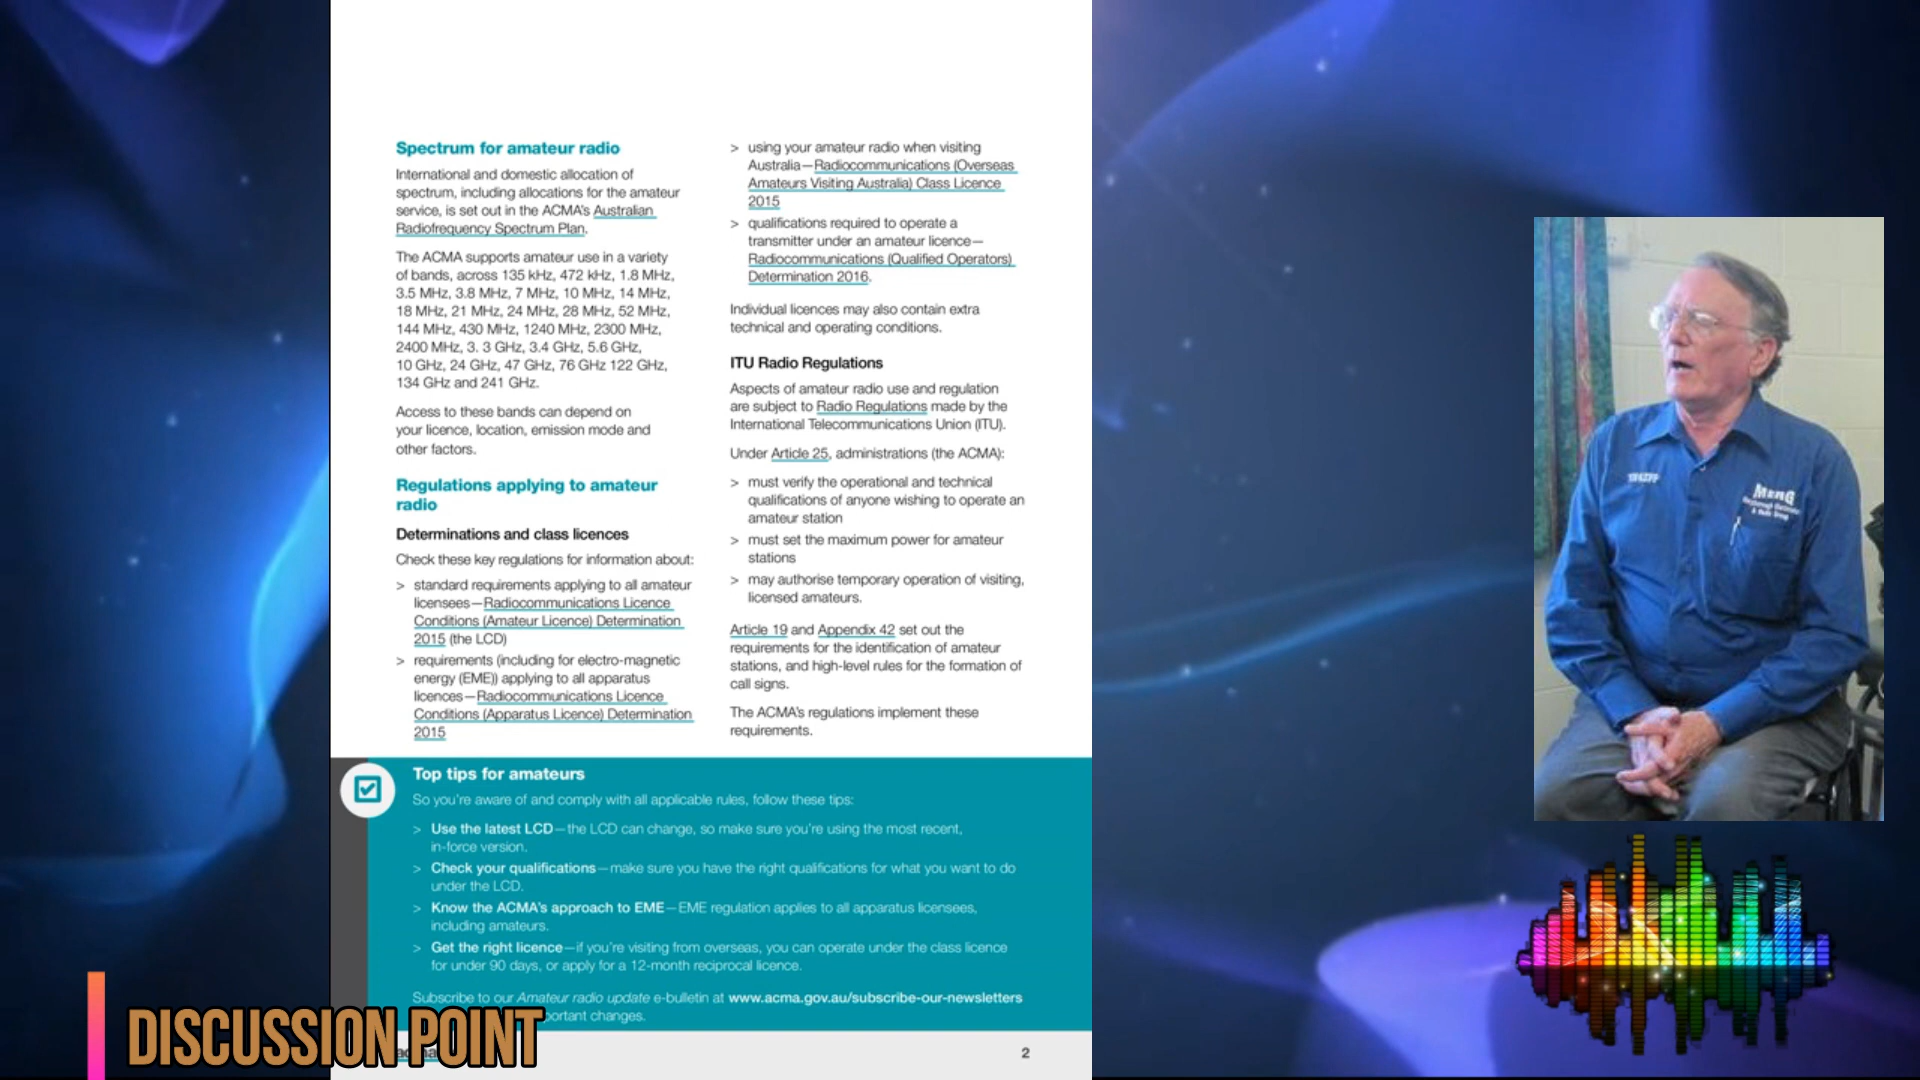 Spectrum for amateur radio
International and domestic allocation of
spectrum, including allocations for the amateur
service, is set out in the ACMA's Australian
Radiofrequency Spectrum Plan.
The ACMA supports amateur use in a variety
of bands, across 135 kHz, 472 kHz, 1.8 MHz,
3.5 MHz, 3.8 MHz, 7 MHz, 10 MHz, 14 MHz,
18 MHz, 21 MHz, 24 MHz, 28 MHz, 52 MHz,
144 MHz, 430 MHz, 1240 MHz, 2300 MHz,
2400 MHz, 3. 3 GHz, 3.4 GHz, 5.6 GHz,
10 GHz, 24 GHz, 47 GHz, 76 GHz 122 GHz,
134 GHz and 241 GHz.
Access to these bands can depend on
your licence, location, emission mode and
other factors.
Regulations applying to amateur
radio
Determinations and class licences
Check these key regulations for information about:
> standard requirements applying to all amateur
licensees—Radiocommunications Licence
Conditions (Amateur Licence) Determination
2015 (the LCD)
> requirements (including for electro-magnetic
energy (EME)) applying to all apparatus
licences—Radiocommunications Licence
Conditions (Apparatus Licence) Determination
2015
> using your amateur radio when visiting
Australia—Radiocommunications (Overseas
Amateurs Visiting Australia) Class Licence
2015
> qualifications required to operate a
transmitter under an amateur licence—
Radiocommunications (Qualified Operators)
Determination 2016.
Individual licences may also contain extra
technical and operating conditions.
ITU Radio Regulations
Aspects of amateur radio use and regulation
are subject to Radio Regulations made by the
International Telecommunications Union (ITU).
Under Article 25, administrations (the ACMA):
> must verify the operational and technical
qualifications of anyone wishing to operate an
amateur station
> must set the maximum power for amateur
stations
> may authorise temporary operation of visiting,
licensed amateurs.
Article 19 and Appendix 42 set out the
requirements for the identification of amateur
stations, and high-level rules for the formation of
call signs.
The ACMA's regulations implement these
requirements.
Top tips for amateurs
So you're aware of and comply with all applicable rules, follow these tips:
> Use the latest LCD—the LCD can change, so make sure you're using the most recent,
in-force version.
> Check your qualifications—make sure you have the right qualifications for what you want to do
under the LCD.
> Know the ACMA's approach to EME—EME regulation applies to all apparatus licensees,
including amateurs.
> Get the right licence—if you're visiting from overseas, you can operate under the class licence
for under 90 days, or apply for a 12-month reciprocal licence.
Subscribe to our Amateur radio update e-bulletin at www.acma.gov.au/subscribe-our-newsletters
changes.
2
DISCUSSION POINT
MERG